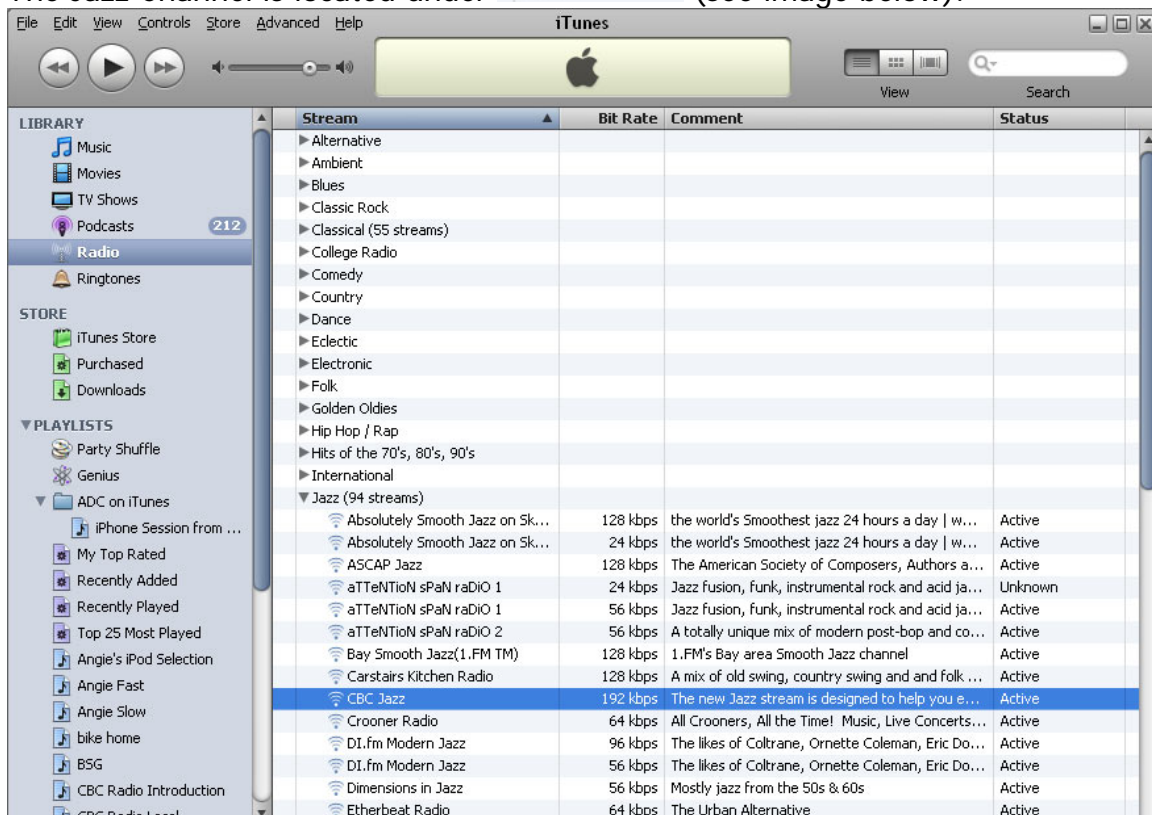 The Jazz channel is located under (see image below):
File Edit View Controls Store Advanced Help iTunes
View Search
LIBRARY
Music
Movies
TV Shows
Podcasts 212
Radio
Ringtones
STORE
iTunes Store
Purchased
Downloads
PLAYLISTS
Party Shuffle
Genius
ADC on iTunes
iPhone Session from ...
My Top Rated
Recently Added
Recently Played
Top 25 Most Played
Angie's iPod Selection
Angie Fast
Angie Slow
bike home
BSG
CBC Radio Introduction
CBC Radio Local
Stream Bit Rate Comment Status
Alternative
Ambient
Blues
Classic Rock
Classical (55 streams)
College Radio
Comedy
Country
Dance
Eclectic
Electronic
Folk
Golden Oldies
Hip Hop / Rap
Hits of the 70's, 80's, 90's
International
Jazz (94 streams)
Absolutely Smooth Jazz on Sk... 128 kbps the world's Smoothest jazz 24 hours a day | w... Active
Absolutely Smooth Jazz on Sk... 24 kbps the world's Smoothest jazz 24 hours a day | w... Active
ASCAP Jazz 128 kbps The American Society of Composers, Authors a... Active
aTTeNTioN sPaN raDiO 1 24 kbps Jazz fusion, funk, instrumental rock and acid ja... Unknown
aTTeNTioN sPaN raDiO 1 56 kbps Jazz fusion, funk, instrumental rock and acid ja... Active
aTTeNTioN sPaN raDiO 2 56 kbps A totally unique mix of modern post-bop and co... Active
Bay Smooth Jazz(1.FM TM) 128 kbps 1.FM's Bay area Smooth Jazz channel Active
Carstairs Kitchen Radio 128 kbps A mix of old swing, country swing and and folk ... Active
CBC Jazz 192 kbps The new Jazz stream is designed to help you e... Active
Crooner Radio 64 kbps All Crooners, All the Time! Music, Live Concerts... Active
DI.fm Modern Jazz 96 kbps The likes of Coltrane, Ornette Coleman, Eric Do... Active
DI.fm Modern Jazz 56 kbps The likes of Coltrane, Ornette Coleman, Eric Do... Active
Dimensions in Jazz 56 kbps Mostly jazz from the 50s & 60s Active
Etherbeat Radio 64 kbps The Urban Alternative Active